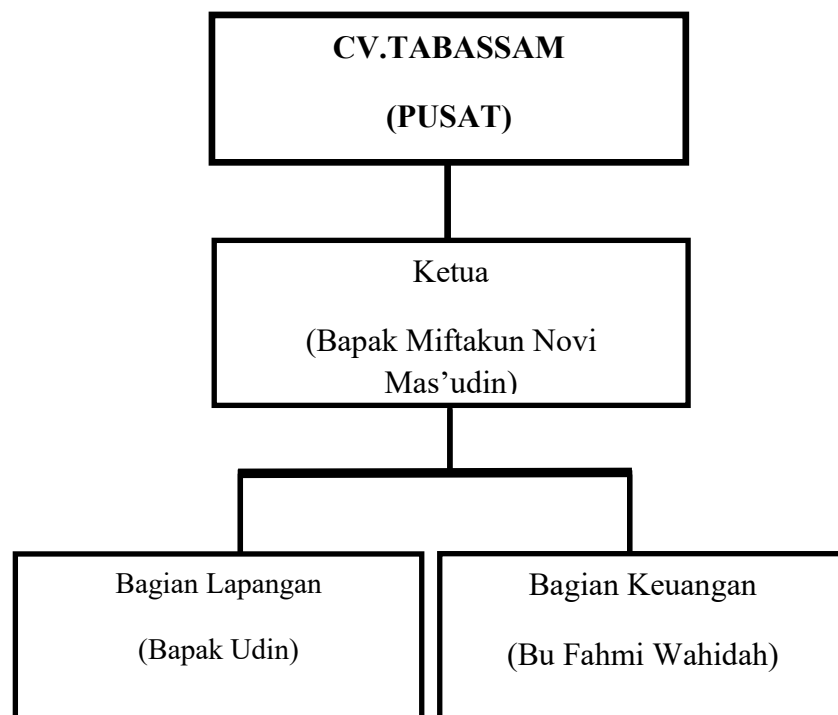 CV.TABASSAM
(PUSAT)
Ketua
(Bapak Miftakun Novi
Mas’udin)
Bagian Lapangan
(Bapak Udin)
Bagian Keuangan
(Bu Fahmi Wahidah)